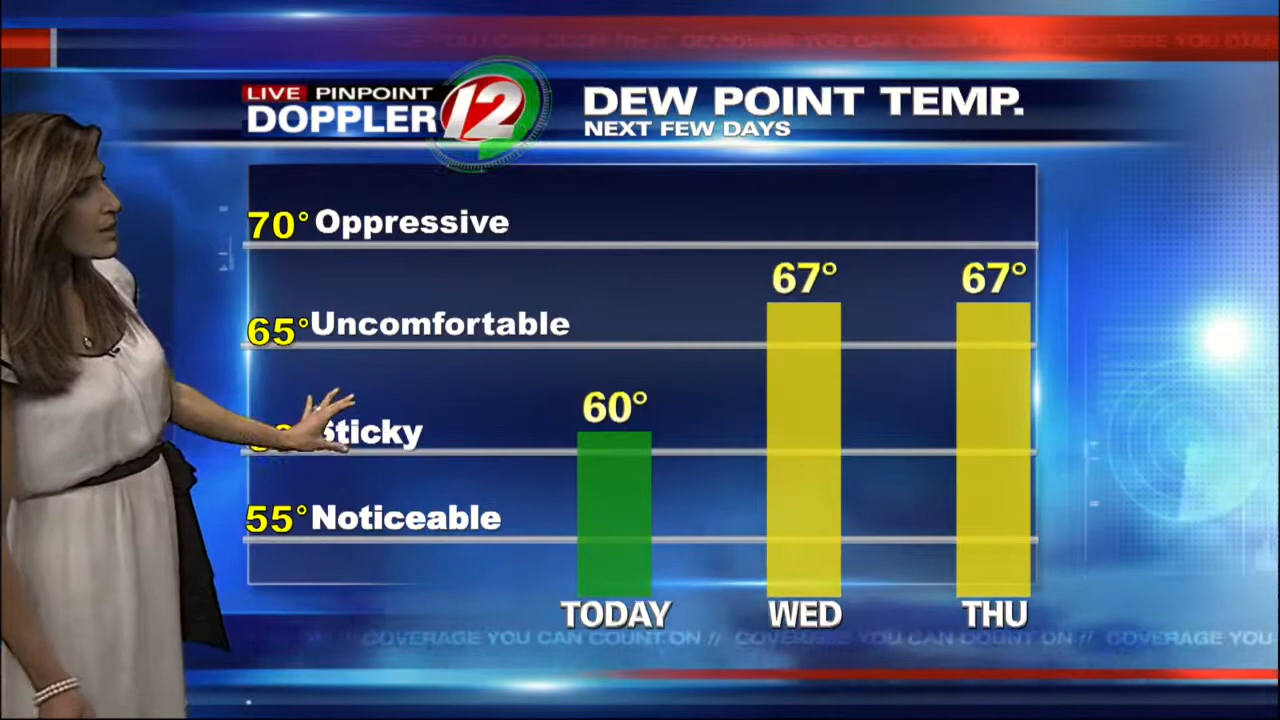 LIVE PINPOINT
DOPPLER 12
DEW POINT TEMP.
NEXT FEW DAYS
70° Oppressive
67°
67°
65° Uncomfortable
60°
Sticky
55° Noticeable
TODAY
WED
THU
COVERAGE YOU CAN COUNT ON // COVERAGE YOU CAN COUNT ON // COVERAGE YOU